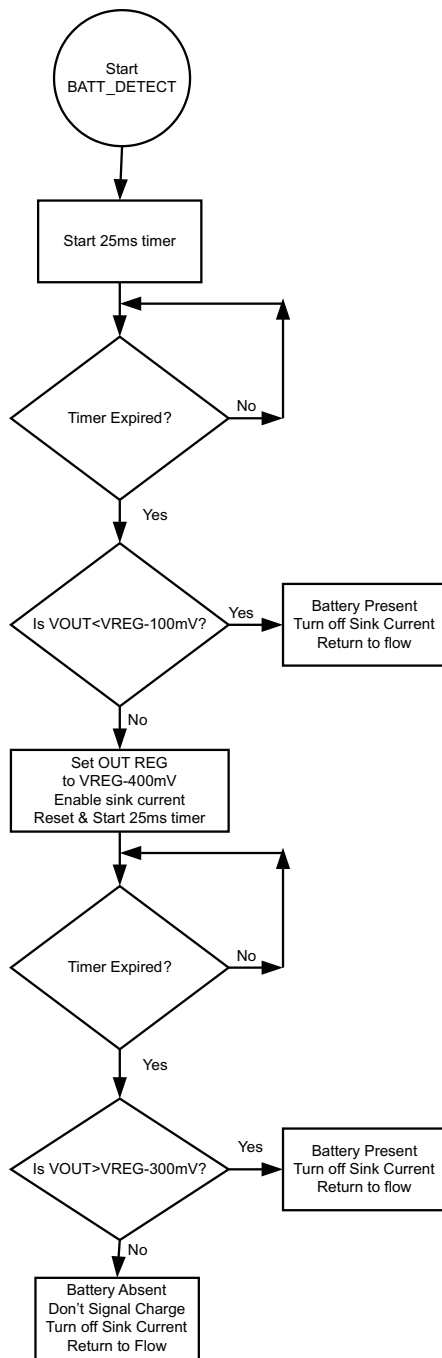 Start
BATT_DETECT
Start 25ms timer
Timer Expired?
No
Yes
Is VOUT<VREG-100mV?
Yes
Battery Present
Turn off Sink Current
Return to flow
No
Set OUT REG
to VREG-400mV
Enable sink current
Reset & Start 25ms timer
Timer Expired?
No
Yes
Is VOUT>VREG-300mV?
Yes
Battery Present
Turn off Sink Current
Return to flow
No
Battery Absent
Don’t Signal Charge
Turn off Sink Current
Return to Flow